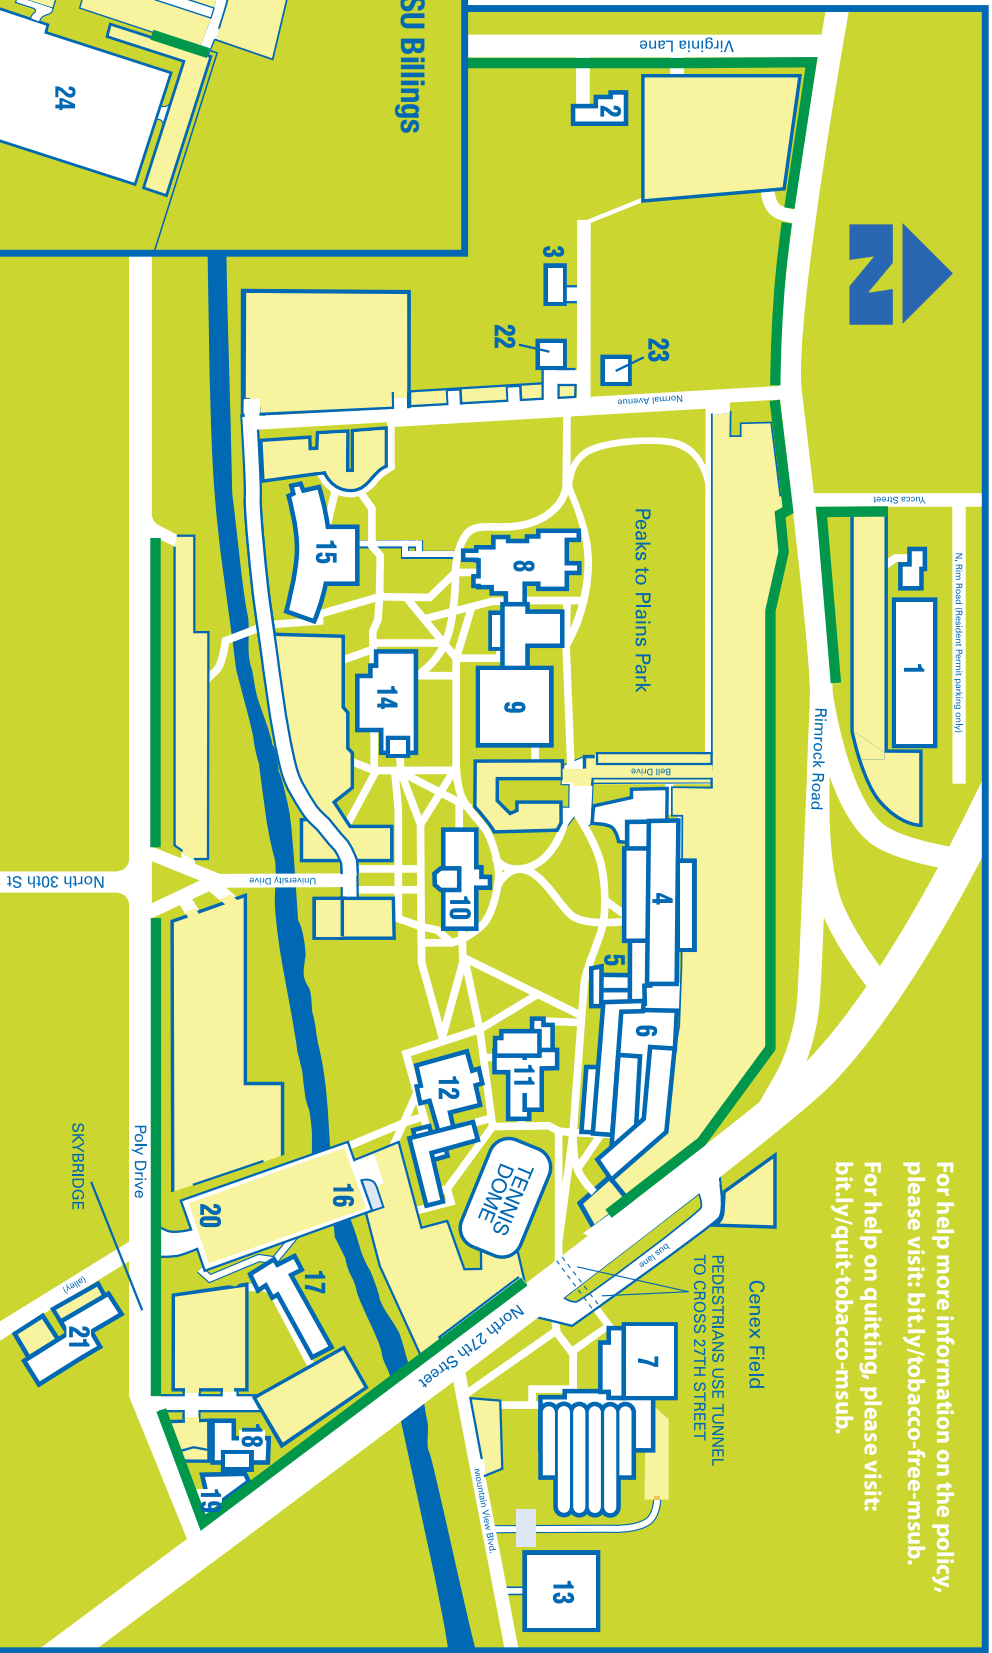 For help more information on the policy,
please visit: bit.ly/tobacco-free-msub.
For help on quitting, please visit:
bit.ly/quit-tobacco-msub.
N
N. Rim Road (Resident Permit parking only)
Yucca Street
1
Rimrock Road
Virginia Lane
2
3
22
23
Normal Avenue
Peaks to Plains Park
Bell Drive
4
5
6
Cenex Field
PEDESTRIANS USE TUNNEL
TO CROSS 27TH STREET
bus lane
7
8
9
10
11
12
TENNIS
DOME
North 27th Street
13
Mountain View Blvd.
14
15
University Drive
16
17
18
19
20
21
(alley)
Poly Drive
SKYBRIDGE
North 30th St
SU Billings
24